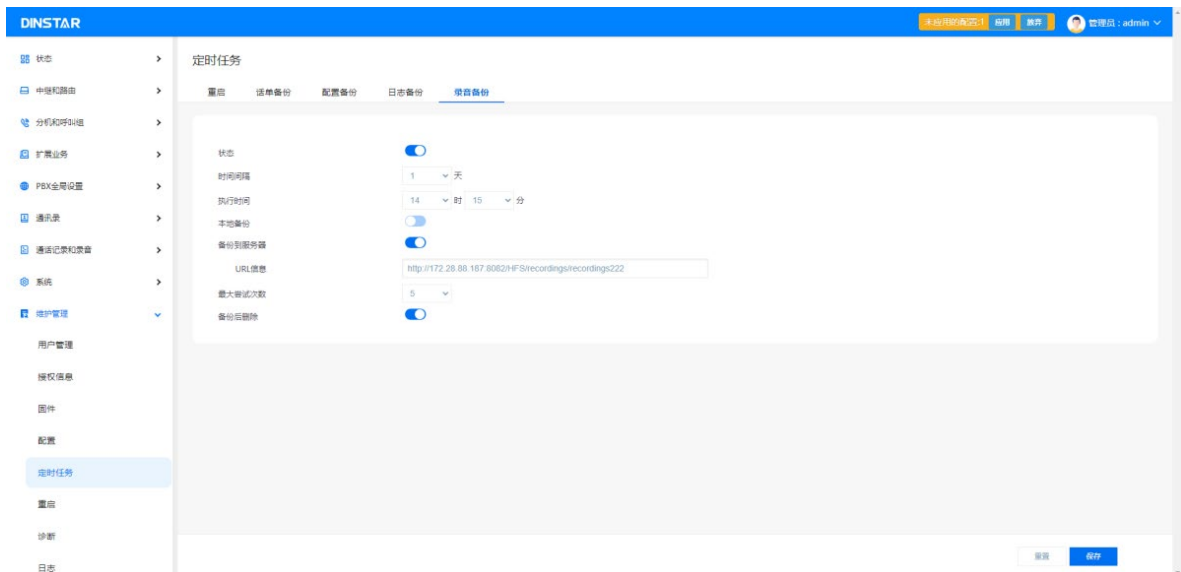 DINSTAR
未应用的配置:1 应用 放弃
管理员 : admin
状态
中继和路由
分机和呼叫组
扩展业务
PBX全局设置
通讯录
通话记录和录音
系统
维护管理
用户管理
授权信息
固件
配置
定时任务
重启
诊断
日志
定时任务
重启 话单备份 配置备份 日志备份 录音备份
状态
时间间隔 1 天
执行时间 14 时 15 分
本地备份
备份到服务器
URL信息 http://172.28.88.187:8082/HFS/recordings/recordings222
最大尝试次数 5
备份后删除
重置 保存